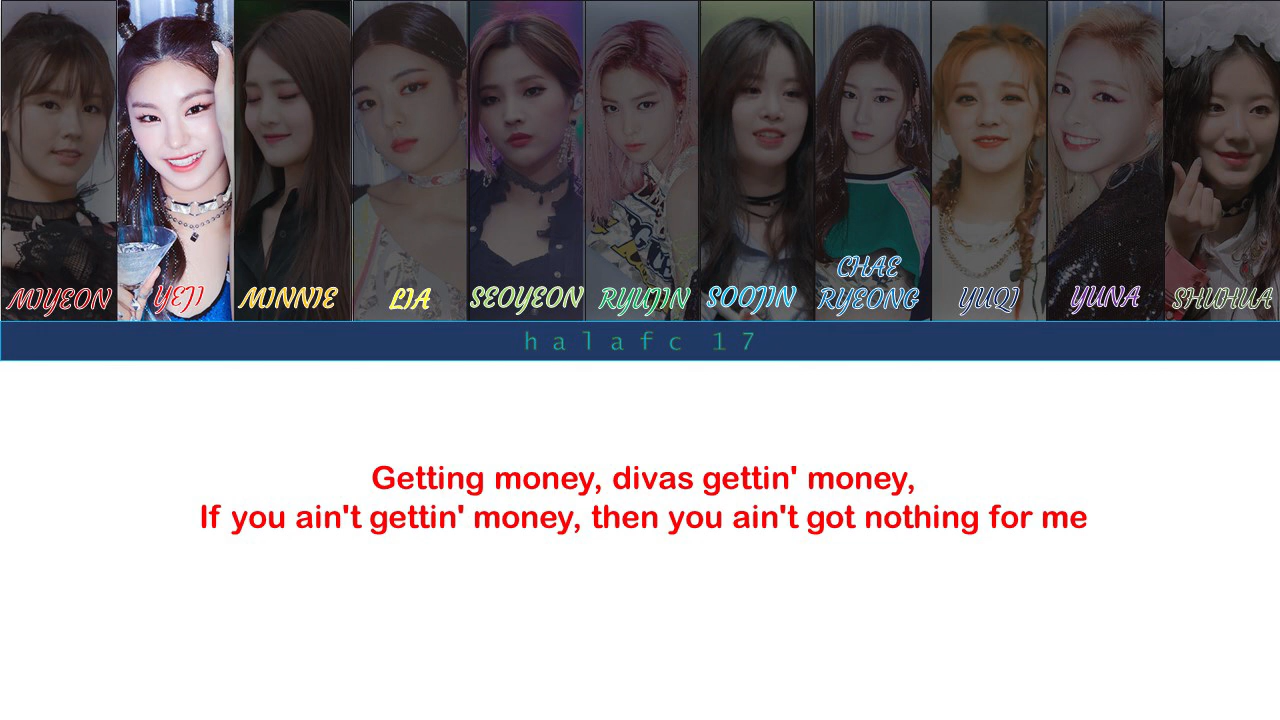 MIYEON YEJI MINNIE LIA SEOYEON RYUJIN SOOJIN CHAE RYEONG YUQI YUNA SHUHUA
halafc 17
Getting money, divas gettin' money,
If you ain't gettin' money, then you ain't got nothing for me